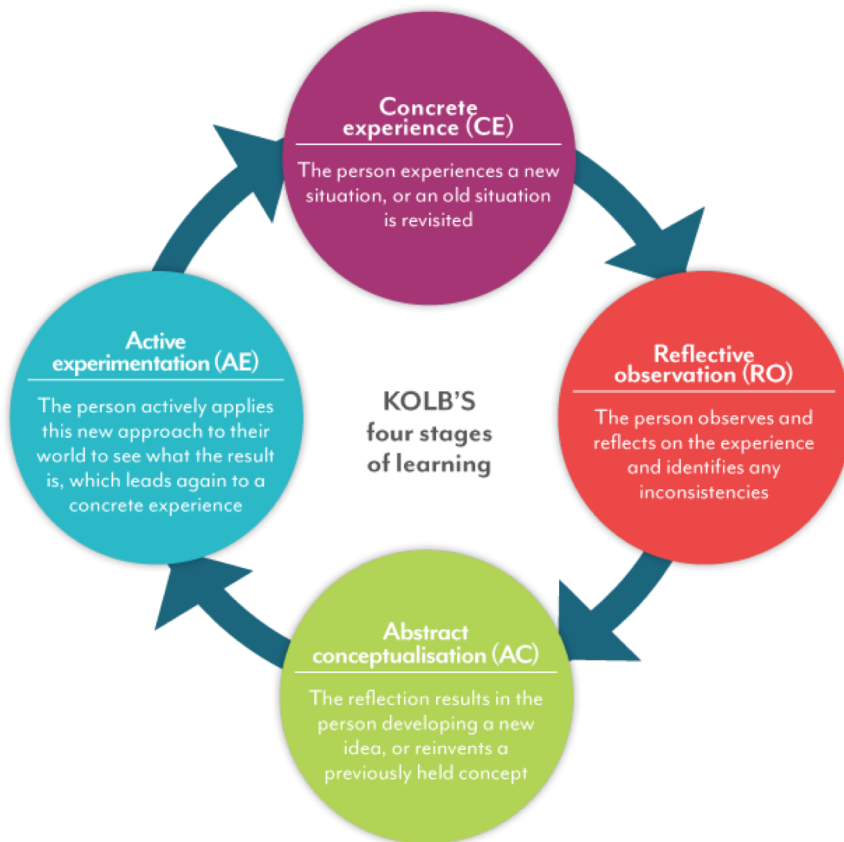 Concrete
experience (CE)
The person experiences a new
situation, or an old situation
is revisited
Reflective
observation (RO)
The person observes and
reflects on the experience
and identifies any
inconsistencies
Abstract
conceptualisation (AC)
The reflection results in the
person developing a new
idea, or reinvents a
previously held concept
Active
experimentation (AE)
The person actively applies
this new approach to their
world to see what the result
is, which leads again to a
concrete experience
KOLB'S
four stages
of learning